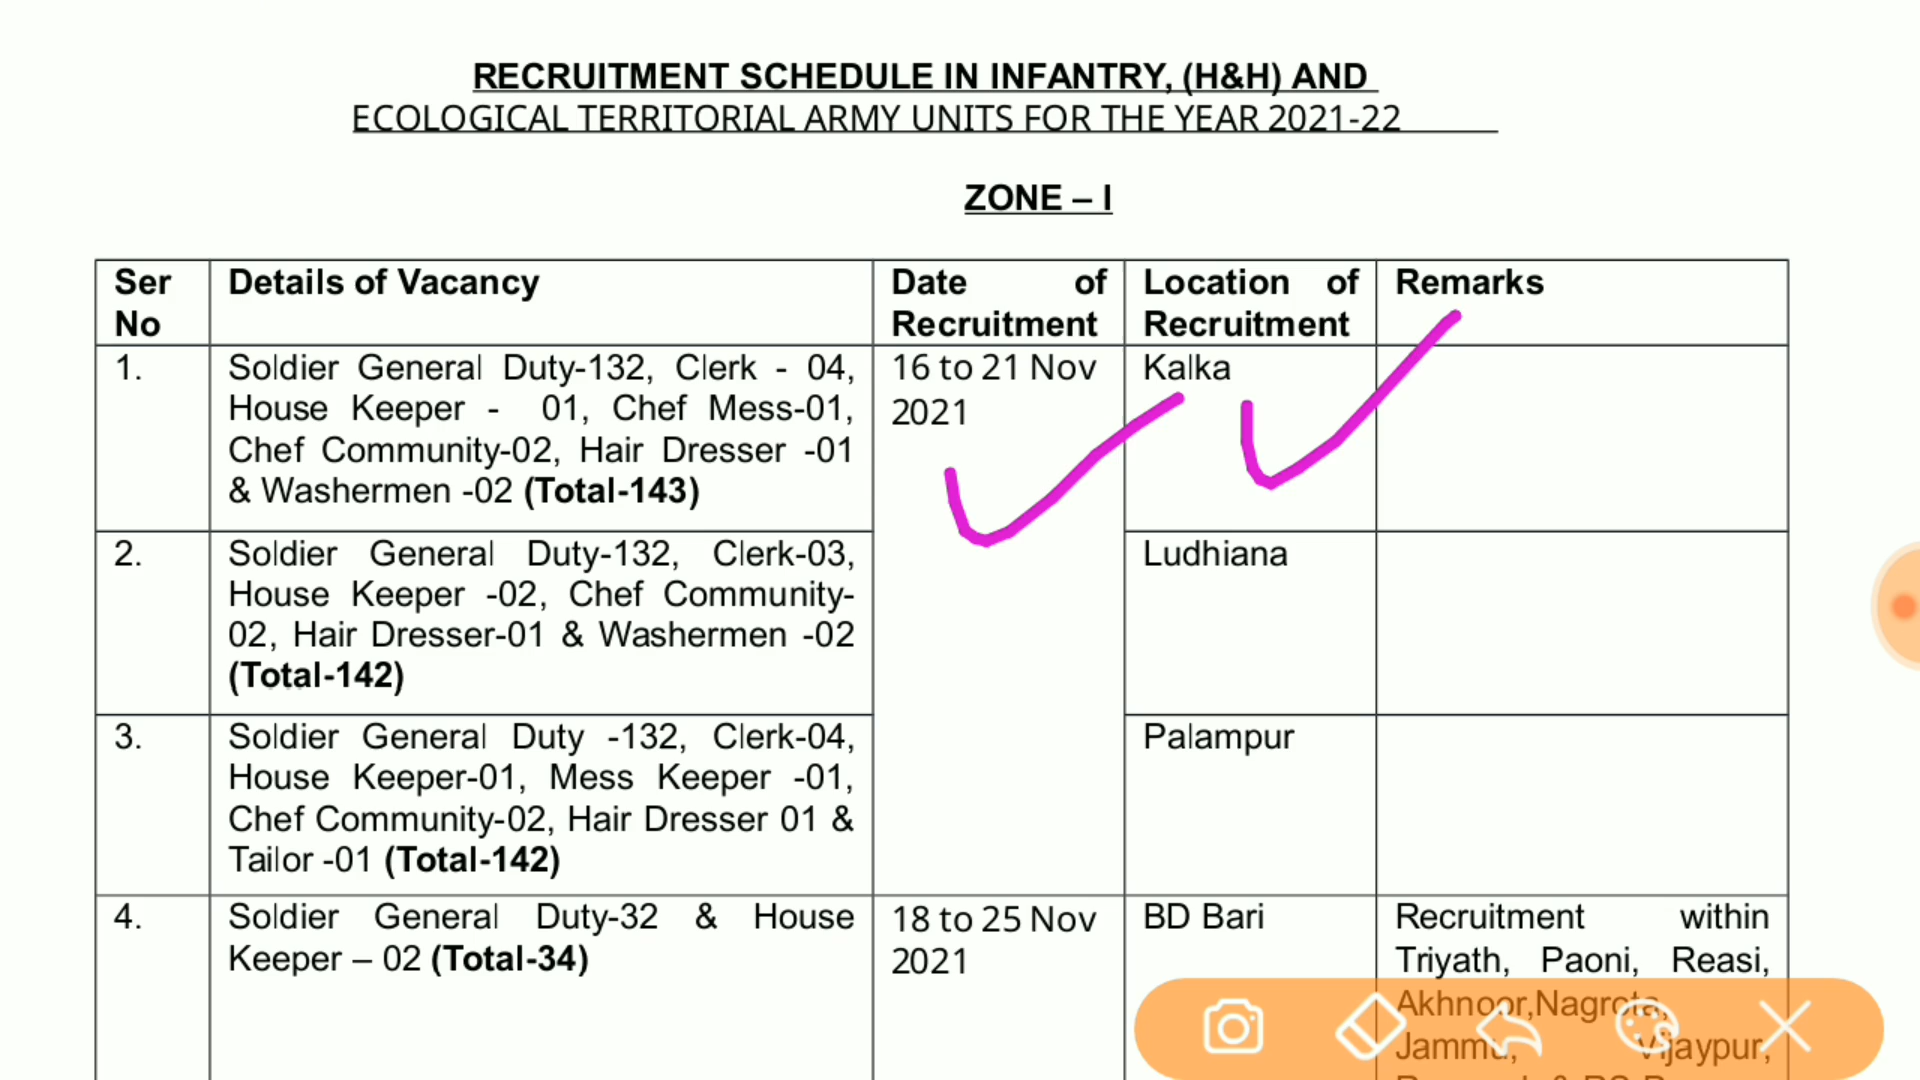 RECRUITMENT SCHEDULE IN INFANTRY, (H&H) AND
ECOLOGICAL TERRITORIAL ARMY UNITS FOR THE YEAR 2021-22
ZONE – I
Ser No
Details of Vacancy
Date of Recruitment
Location of Recruitment
Remarks
1.
Soldier General Duty-132, Clerk - 04,
House Keeper - 01, Chef Mess-01,
Chef Community-02, Hair Dresser -01
& Washermen -02 (Total-143)
16 to 21 Nov
2021
Kalka
2.
Soldier General Duty-132, Clerk-03,
House Keeper -02, Chef Community-
02, Hair Dresser-01 & Washermen -02
(Total-142)
Ludhiana
3.
Soldier General Duty -132, Clerk-04,
House Keeper-01, Mess Keeper -01,
Chef Community-02, Hair Dresser 01 &
Tailor -01 (Total-142)
Palampur
4.
Soldier General Duty-32 & House
Keeper – 02 (Total-34)
18 to 25 Nov
2021
BD Bari
Recruitment within
Triyath, Paoni, Reasi,
Akhnoor,Nagrota,
Jammu, Vijaypur,